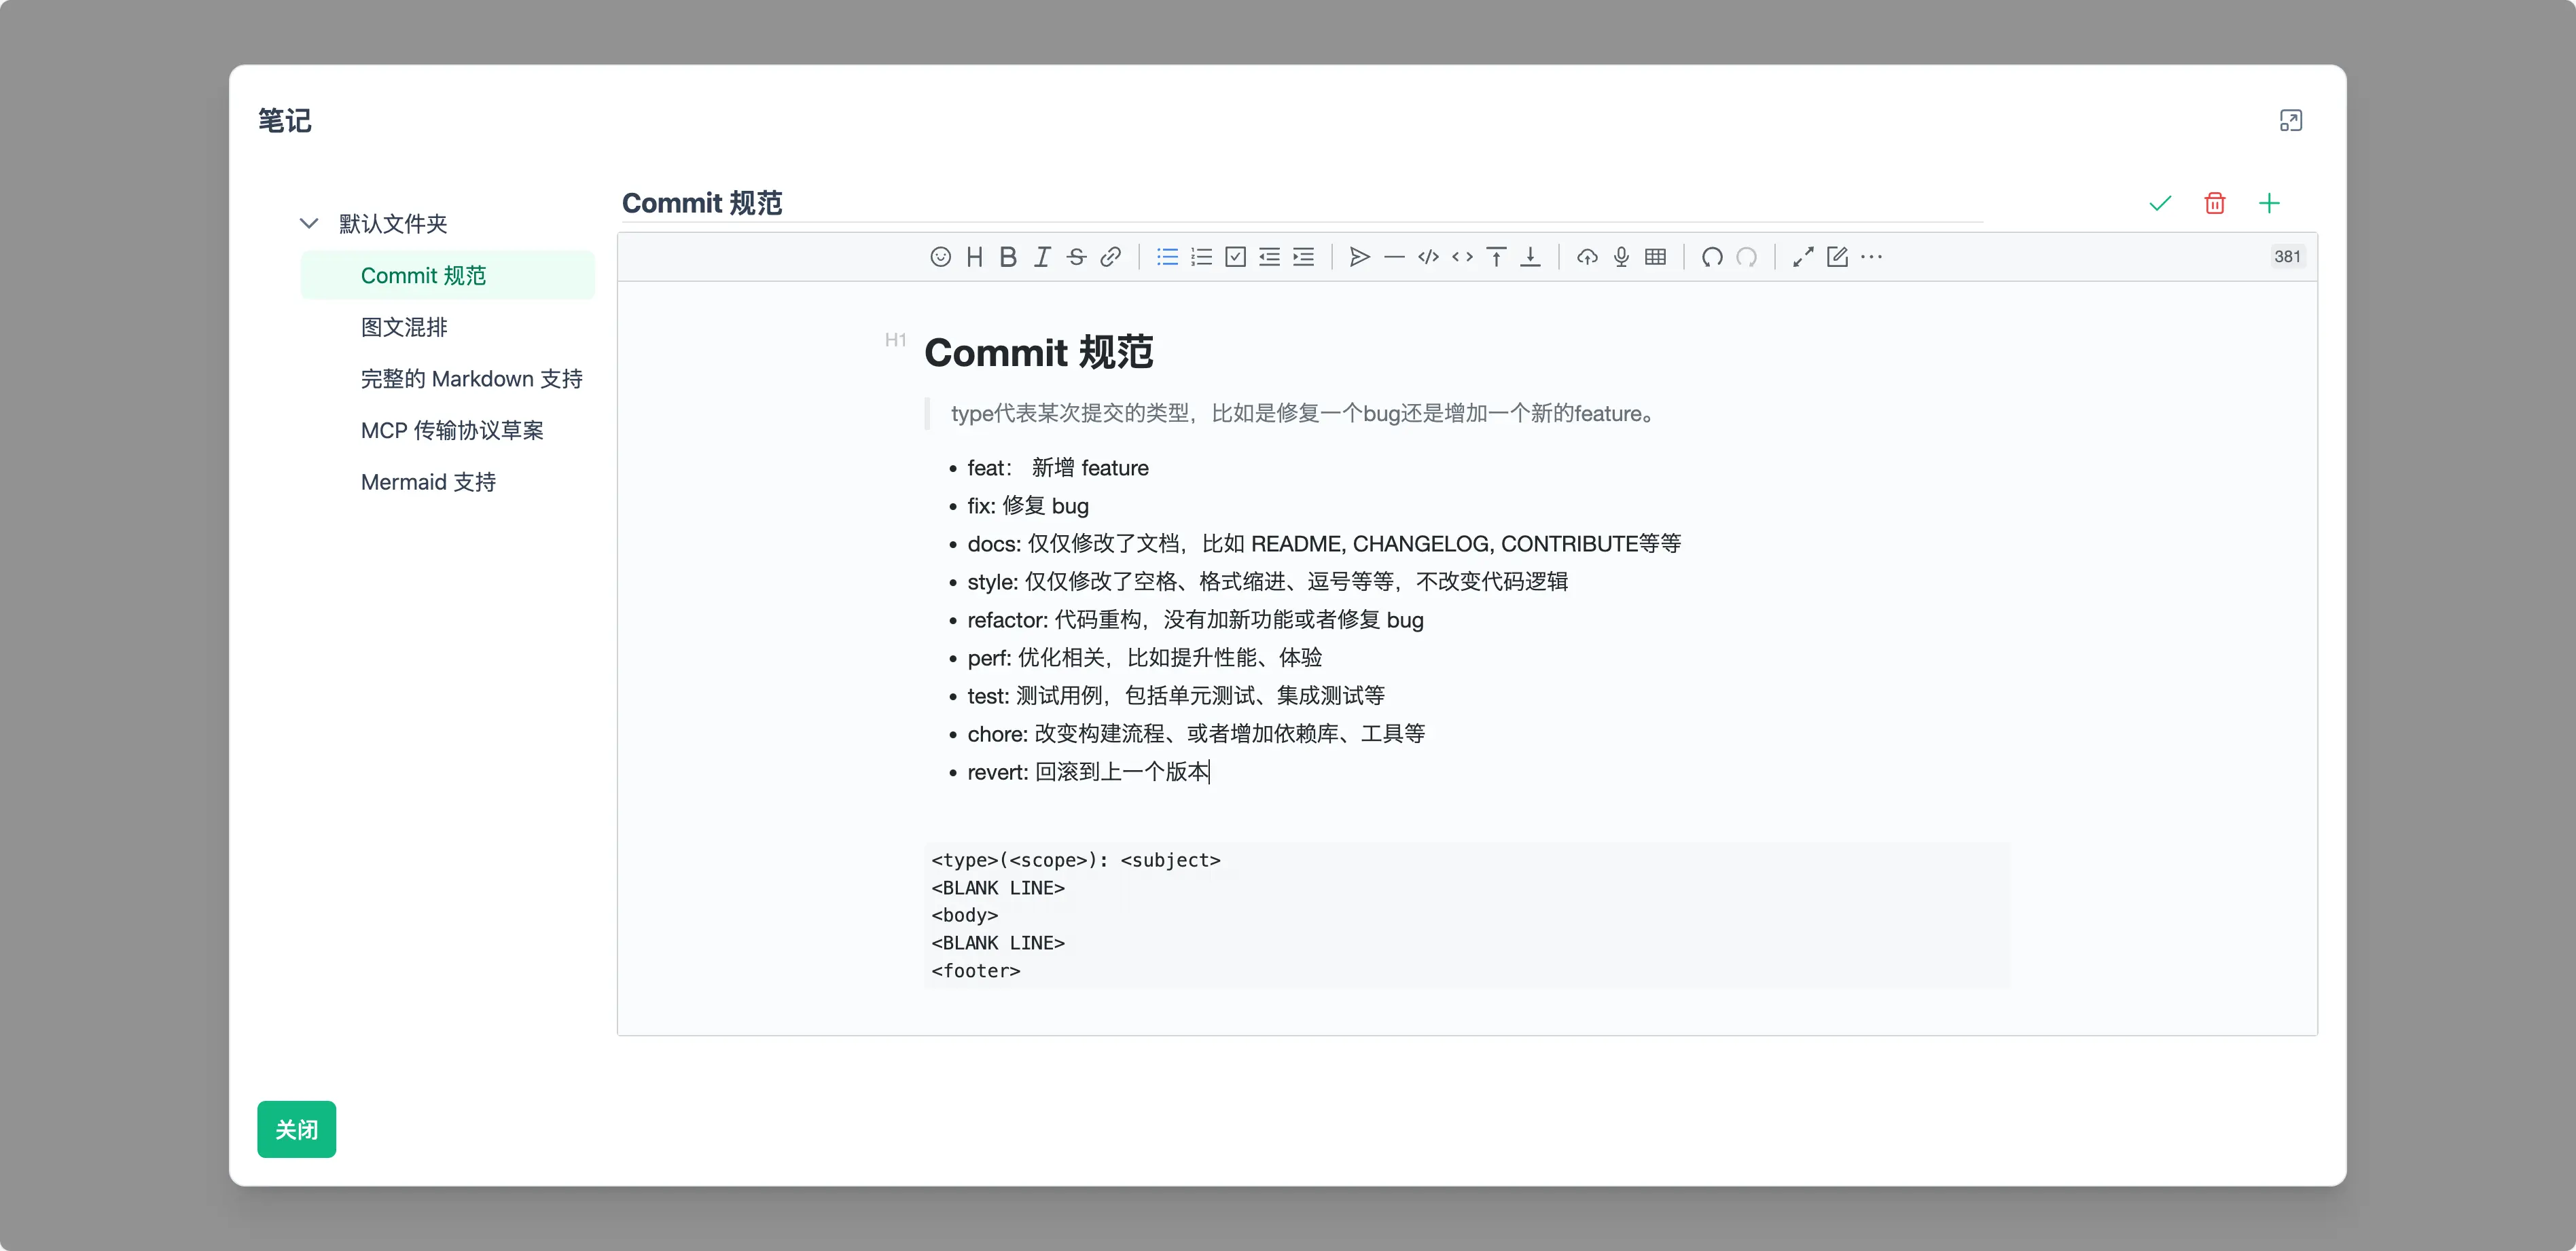 笔记
默认文件夹
Commit 规范
图文混排
完整的 Markdown 支持
MCP 传输协议草案
Mermaid 支持
Commit 规范
381
H1
Commit 规范
type代表某次提交的类型，比如是修复一个bug还是增加一个新的feature。
feat： 新增 feature
fix: 修复 bug
docs: 仅仅修改了文档，比如 README, CHANGELOG, CONTRIBUTE等等
style: 仅仅修改了空格、格式缩进、逗号等等，不改变代码逻辑
refactor: 代码重构，没有加新功能或者修复 bug
perf: 优化相关，比如提升性能、体验
test: 测试用例，包括单元测试、集成测试等
chore: 改变构建流程、或者增加依赖库、工具等
revert: 回滚到上一个版本
<type>(<scope>): <subject>
<BLANK LINE>
<body>
<BLANK LINE>
<footer>
关闭